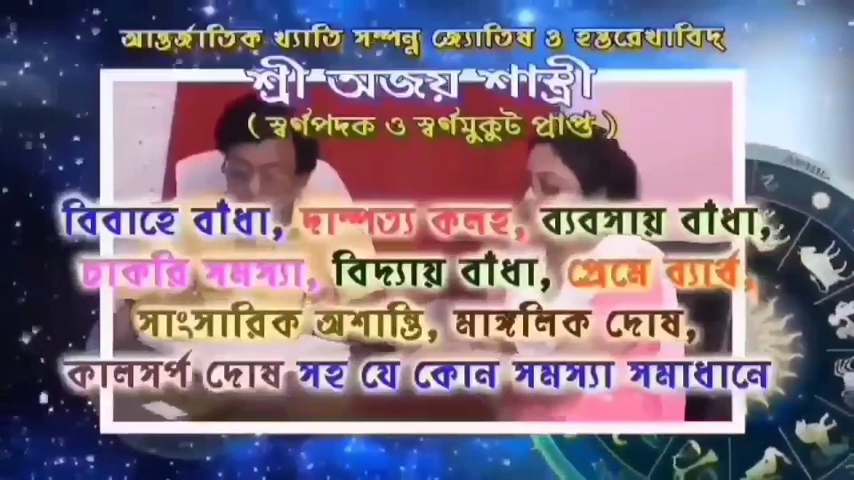 আন্তর্জাতিক খ্যাতি সম্পন্ন জ্যোতিষ ও হস্তরেখাবিদ্
শ্রী অজয় শাস্ত্রী
( স্বর্ণপদক ও স্বর্ণমুকুট প্রাপ্ত )
বিবাহে বাঁধা, দাম্পত্য কলহ, ব্যবসায় বাঁধা,
চাকরি সমস্যা, বিদ্যায় বাঁধা, প্রেমে ব্যার্থ,
সাংসারিক অশান্তি, মাঙ্গলিক দোষ,
কালসর্প দোষ সহ যে কোন সমস্যা সমাধানে
APRIL